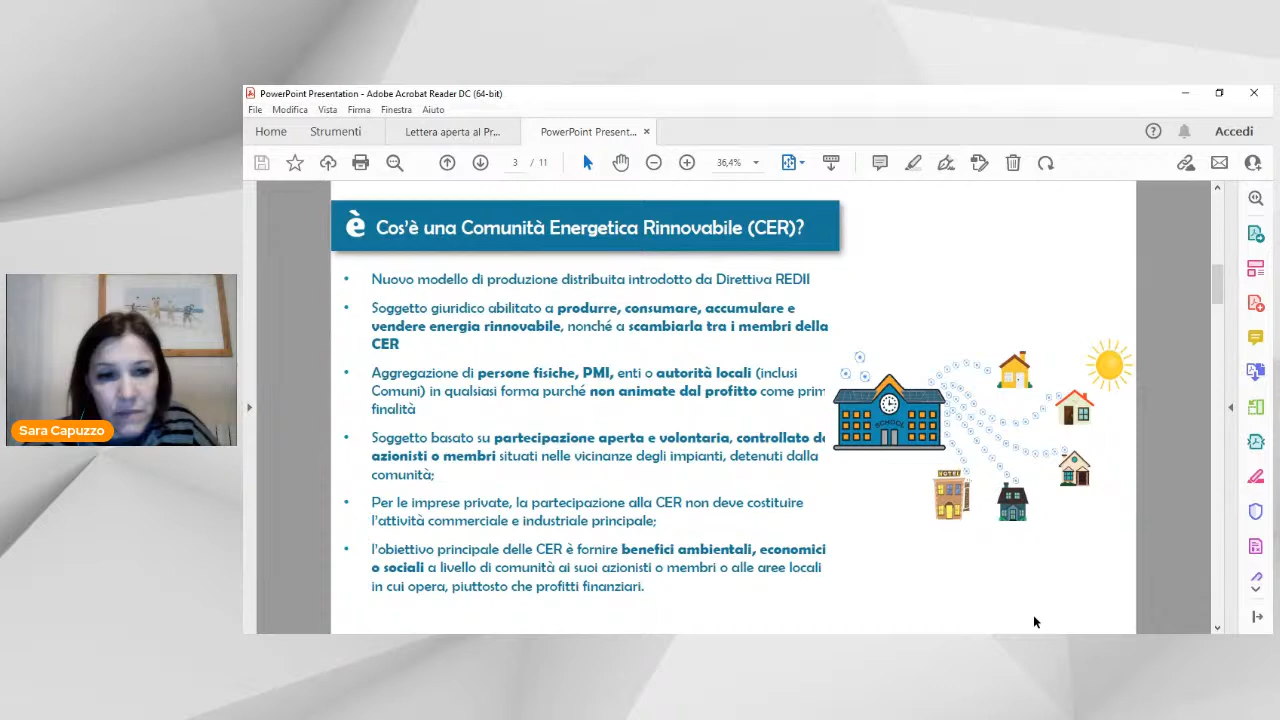 PowerPoint Presentation - Adobe Acrobat Reader DC (64-bit)
File Modifica Vista Firma Finestra Aiuto
Home Strumenti Lettera aperta al Pr... PowerPoint Present... × Accedi
3 / 11 36,4%
è Cos'è una Comunità Energetica Rinnovabile (CER)?
• Nuovo modello di produzione distribuita introdotto da Direttiva REDII
• Soggetto giuridico abilitato a produrre, consumare, accumulare e
vendere energia rinnovabile, nonché a scambiarla tra i membri della
CER
• Aggregazione di persone fisiche, PMI, enti o autorità locali (inclusi
Comuni) in qualsiasi forma purché non animate dal profitto come prim
finalità
• Soggetto basato su partecipazione aperta e volontaria, controllato da
azionisti o membri situati nelle vicinanze degli impianti, detenuti dalla
comunità;
• Per le imprese private, la partecipazione alla CER non deve costituire
l'attività commerciale e industriale principale;
• l'obiettivo principale delle CER è fornire benefici ambientali, economici
o sociali a livello di comunità ai suoi azionisti o membri o alle aree locali
in cui opera, piuttosto che profitti finanziari.
SCHOOL
HOTEL
Sara Capuzzo